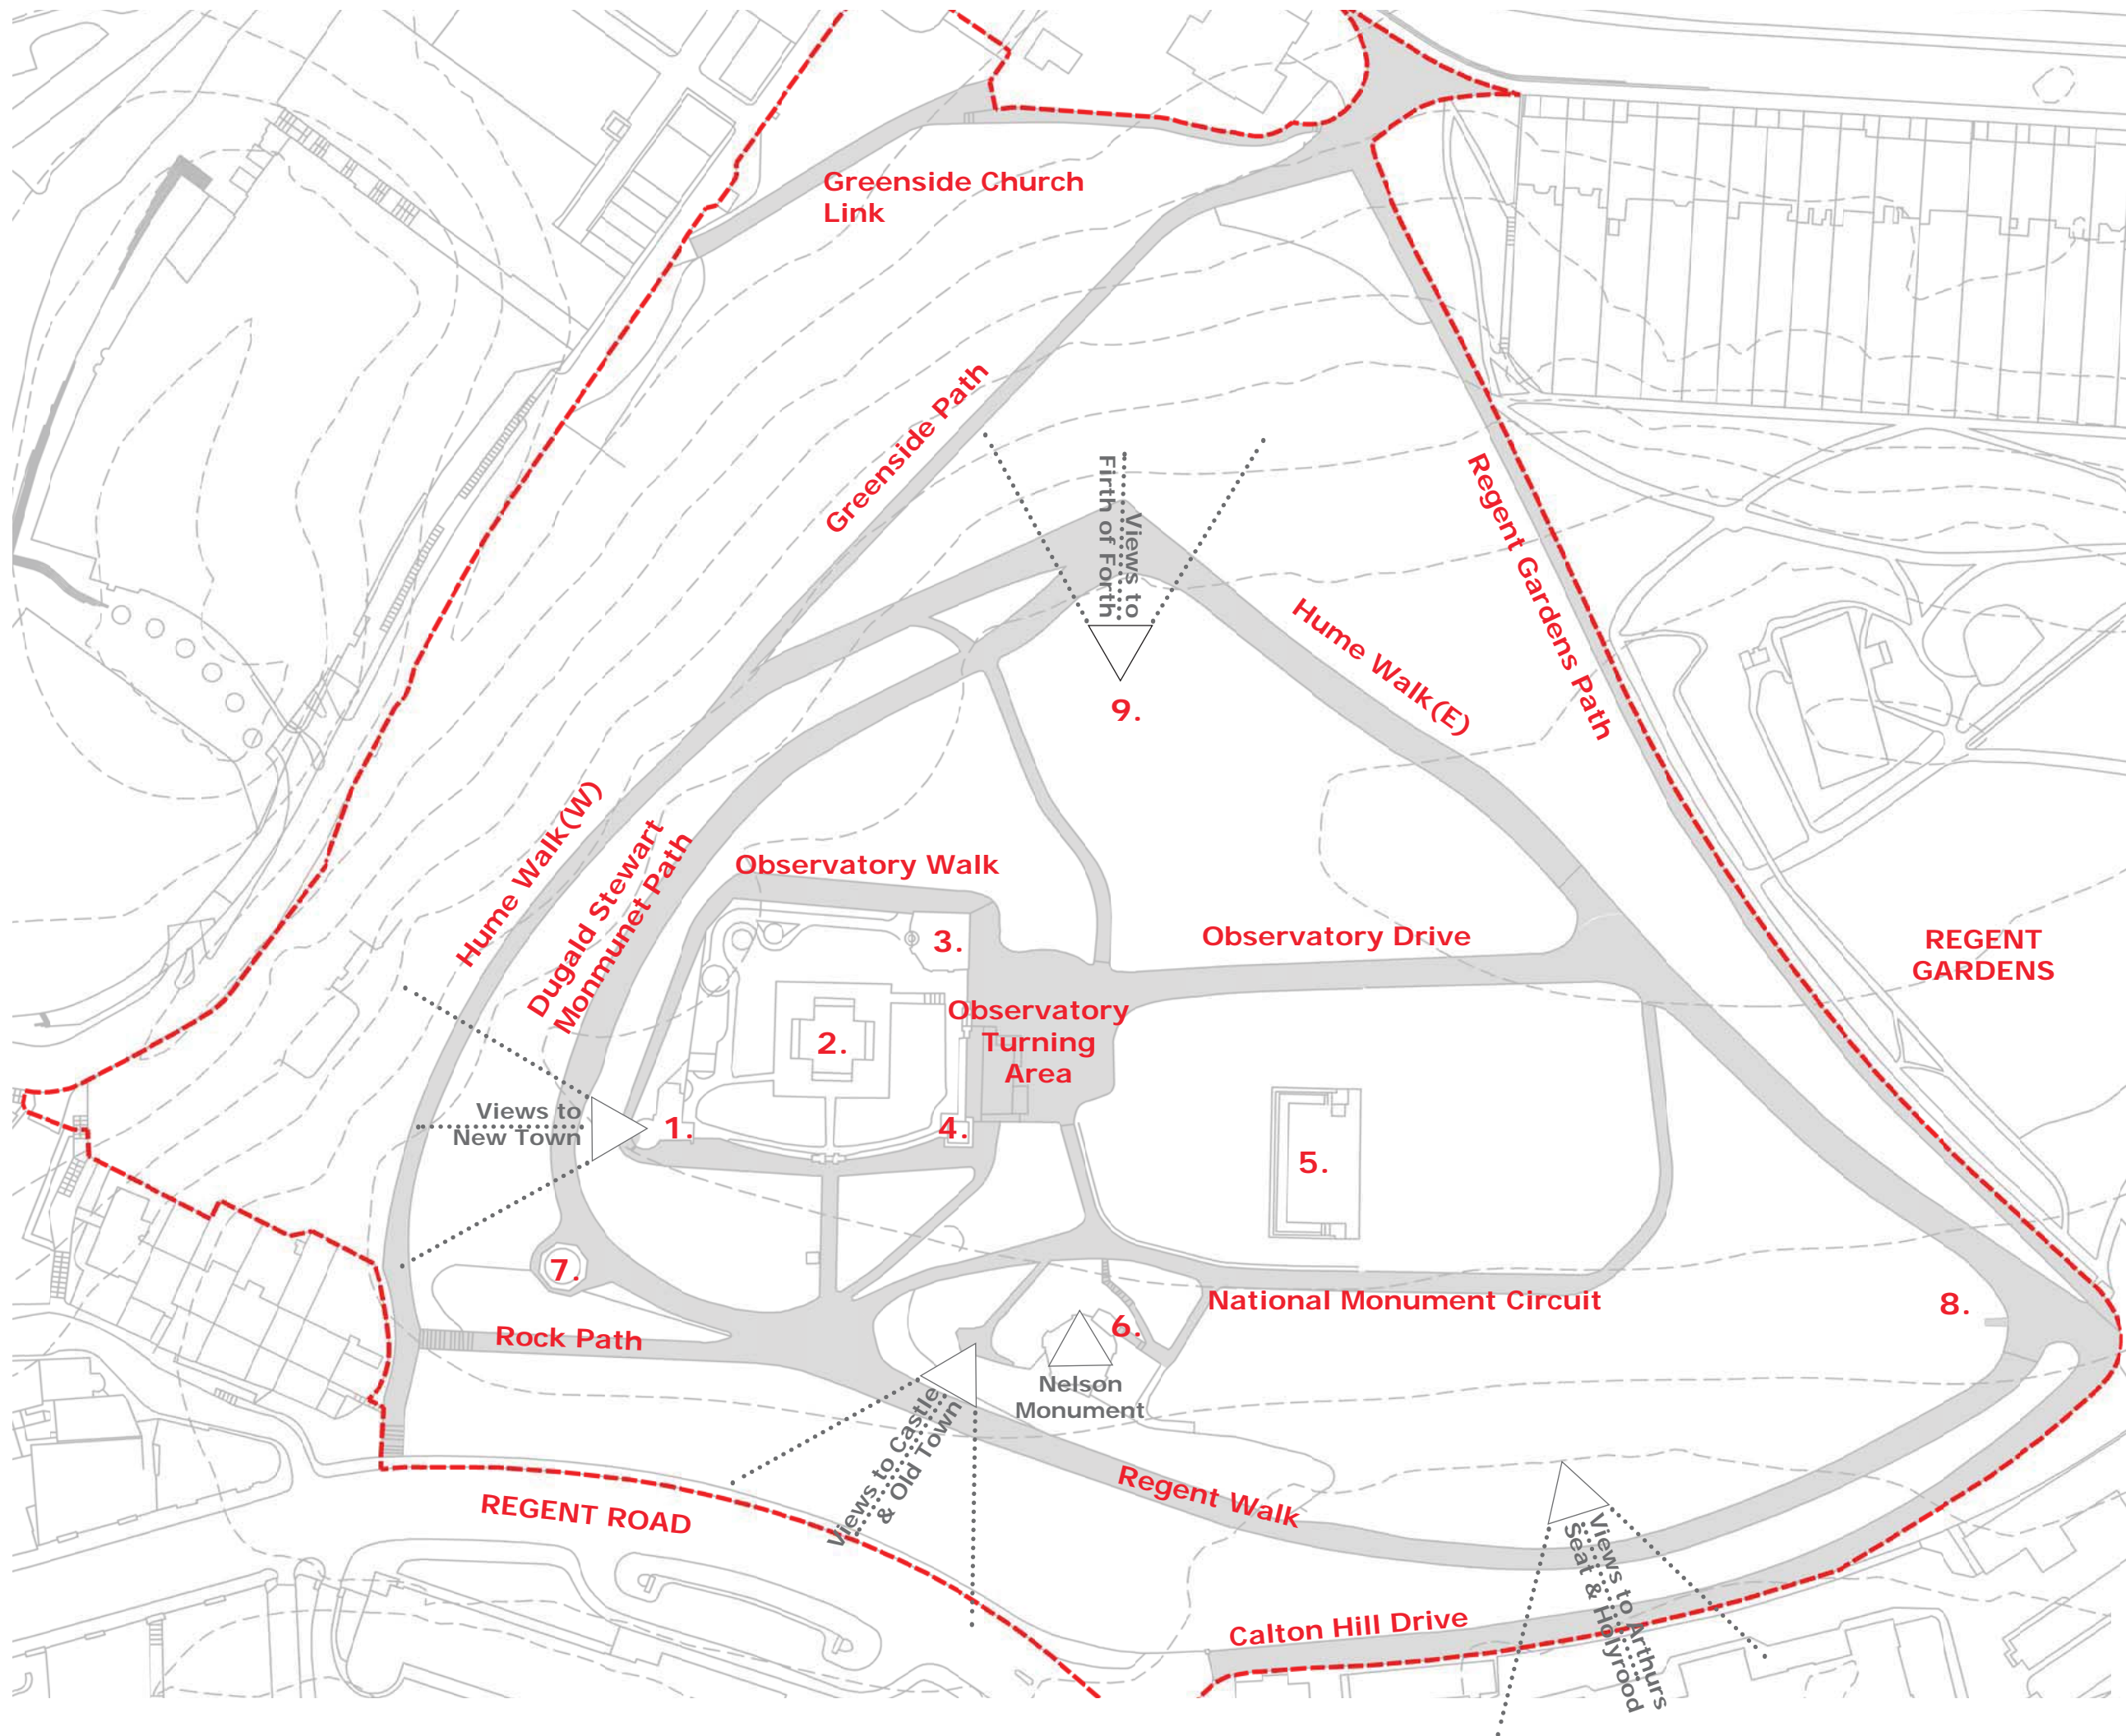 Greenside Church
Link
Greenside Path
Views to
Firth of Forth
Regent Gardens Path
Hume Walk(E)
9.
Hume Walk(W)
Dugald Stewart
Monmunet Path
Observatory Walk
3.
Observatory Drive
REGENT
GARDENS
Observatory
Turning
Area
2.
Views to
New Town
1.
4.
5.
7.
National Monument Circuit
8.
Rock Path
6.
Nelson
Monument
Views to Castle
& Old Town
Regent Walk
REGENT ROAD
Views to Arthurs
Seat & Holyrood
Calton Hill Drive